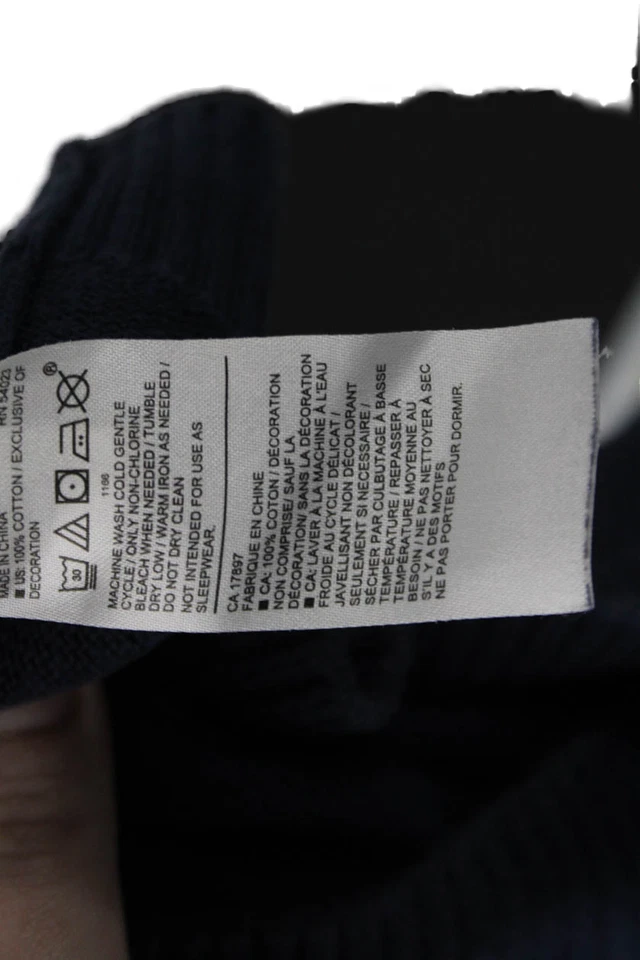 RN 54023
MADE IN CHINA
■ US: 100% COTTON / EXCLUSIVE OF
DECORATION
®
30
1166
MACHINE WASH COLD GENTLE
CYCLE / ONLY NON-CHLORINE
BLEACH WHEN NEEDED / TUMBLE
DRY LOW / WARM IRON AS NEEDED /
DO NOT DRY CLEAN
NOT INTENDED FOR USE AS
SLEEPWEAR.
CA 17897
FABRIQUE EN CHINE
■ CA: 100% COTON / DÉCORATION
NON COMPRISE/ SAUF LA
DÉCORATION/ SANS LA DÉCORATION
■ CA: LAVER À LA MACHINE À L'EAU
FROIDE AU CYCLE DÉLICAT /
JAVELLISANT NON DÉCOLORANT
SEULEMENT SI NECESSAIRE /
SÉCHER PAR CULBUTAGE À BASSE
TEMPÉRATURE / REPASSER À
TEMPÉRATURE MOYENNE AU
BESOIN / NE PAS NETTOYER À SEC
S'IL Y A DES MOTIFS
NE PAS PORTER POUR DORMIR.